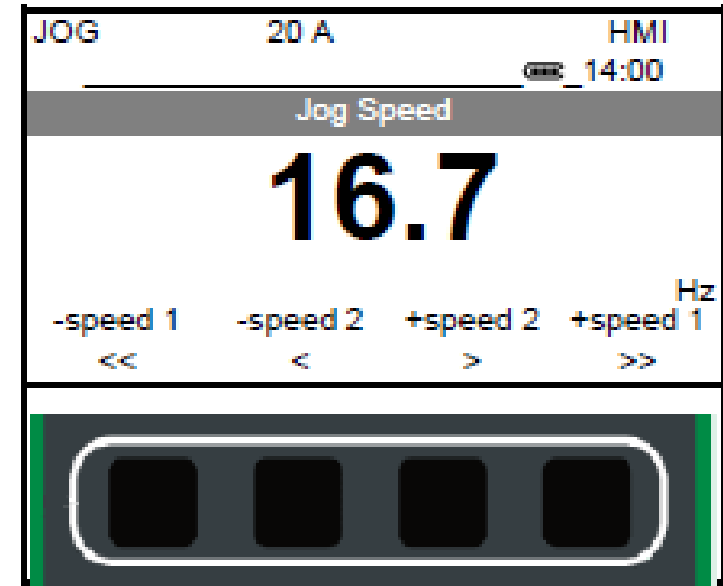 JOG 20 A HMI
14:00
Jog Speed
16.7
Hz
-speed 1 -speed 2 +speed 2 +speed 1
<< < > >>